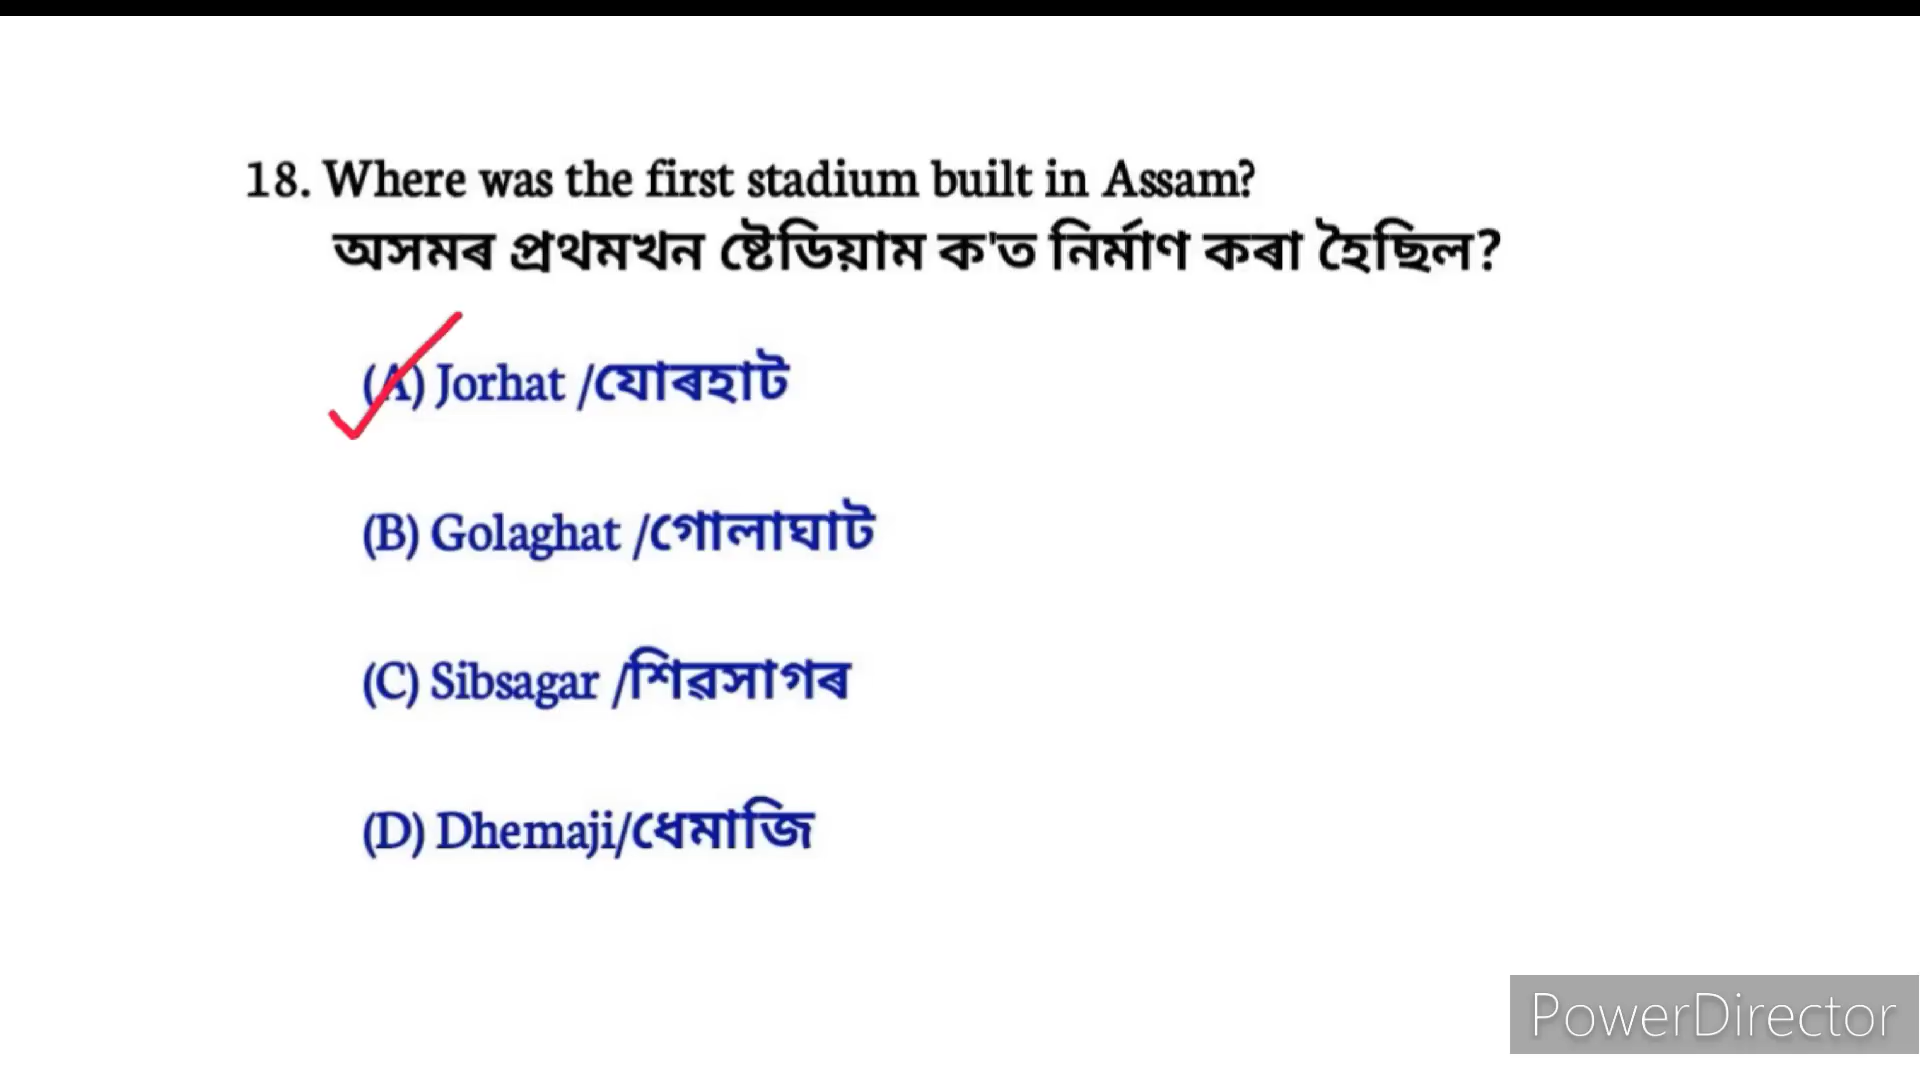 18. Where was the first stadium built in Assam?
অসমৰ প্ৰথমখন ষ্টেডিয়াম ক'ত নিৰ্মাণ কৰা হৈছিল?
(A) Jorhat /যোৰহাট
(B) Golaghat /গোলাঘাট
(C) Sibsagar /শিৱসাগৰ
(D) Dhemaji/ধেমাজি
PowerDirector